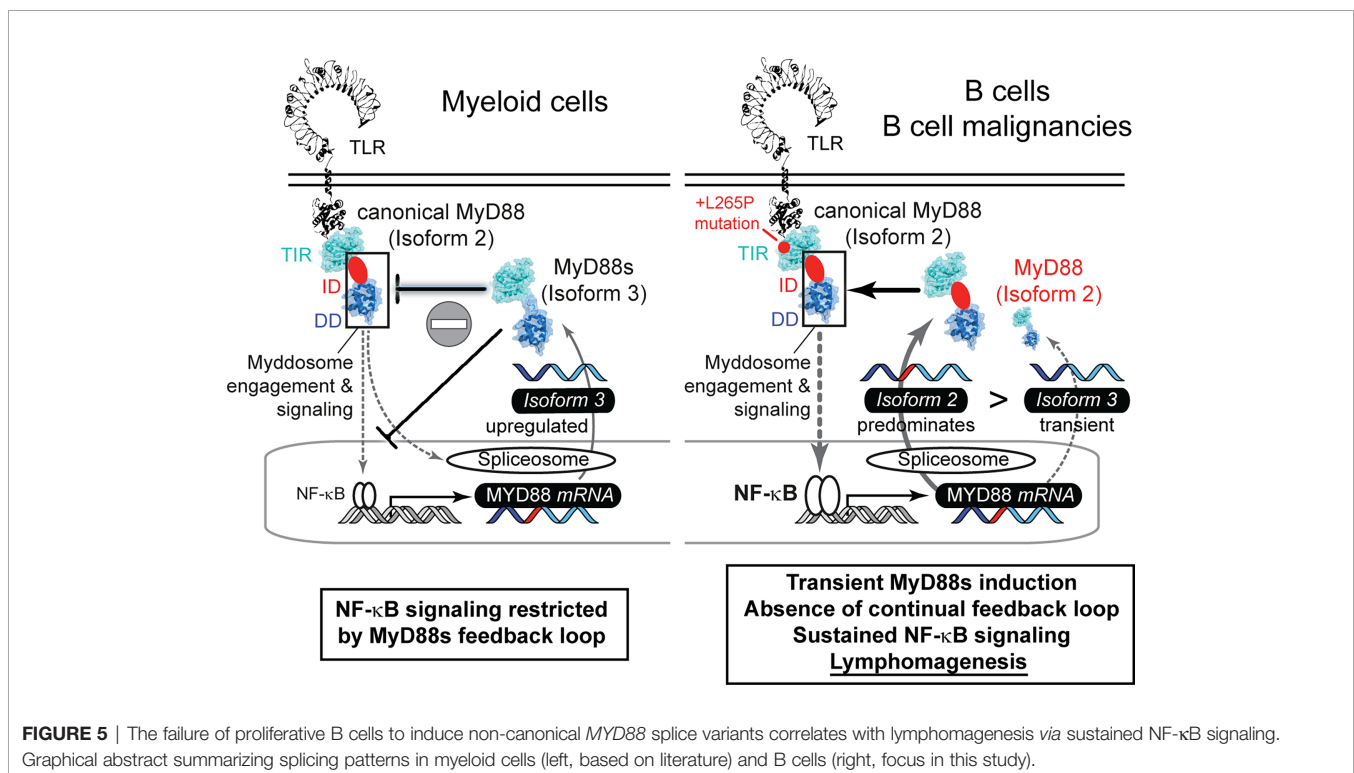 Myeloid cells
TLR
canonical MyD88
(Isoform 2)
TIR
ID
DD
MyD88s
(Isoform 3)
Myddosome
engagement &
signaling
Isoform 3
upregulated
Spliceosome
NF-κB
MYD88 mRNA
NF-κB signaling restricted
by MyD88s feedback loop
B cells
B cell malignancies
TLR
+L265P
mutation
canonical MyD88
(Isoform 2)
TIR
ID
DD
MyD88
(Isoform 2)
Myddosome
engagement &
signaling
Isoform 2 > Isoform 3
predominates transient
Spliceosome
NF-κB
MYD88 mRNA
Transient MyD88s induction
Absence of continual feedback loop
Sustained NF-κB signaling
Lymphomagenesis
FIGURE 5 | The failure of proliferative B cells to induce non-canonical MYD88 splice variants correlates with lymphomagenesis via sustained NF-κB signaling.
Graphical abstract summarizing splicing patterns in myeloid cells (left, based on literature) and B cells (right, focus in this study).